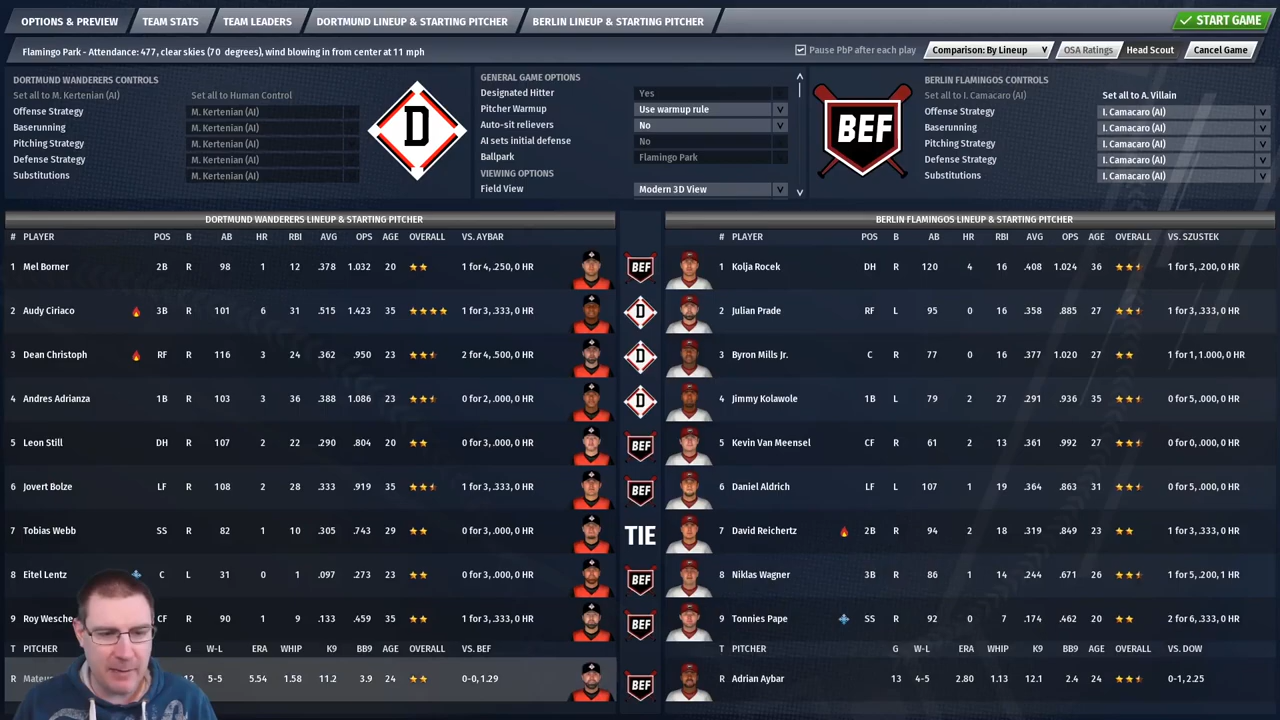 OPTIONS & PREVIEW TEAM STATS TEAM LEADERS DORTMUND LINEUP & STARTING PITCHER BERLIN LINEUP & STARTING PITCHER START GAME
Flamingo Park - Attendance: 477, clear skies (70 degrees), wind blowing in from center at 11 mph Pause PbP after each play Comparison: By Lineup OSA Ratings Head Scout Cancel Game
DORTMUND WANDERERS CONTROLS
Set all to M. Kertenian (AI) Set all to Human Control
Offense Strategy M. Kertenian (AI)
Baserunning M. Kertenian (AI)
Pitching Strategy M. Kertenian (AI)
Defense Strategy M. Kertenian (AI)
Substitutions M. Kertenian (AI)
D
GENERAL GAME OPTIONS
Designated Hitter Yes
Pitcher Warmup Use warmup rule
Auto-sit relievers No
AI sets initial defense No
Ballpark Flamingo Park
VIEWING OPTIONS
Field View Modern 3D View
BEF
BERLIN FLAMINGOS CONTROLS
Set all to I. Camacaro (AI) Set all to A. Villain
Offense Strategy I. Camacaro (AI)
Baserunning I. Camacaro (AI)
Pitching Strategy I. Camacaro (AI)
Defense Strategy I. Camacaro (AI)
Substitutions I. Camacaro (AI)
DORTMUND WANDERERS LINEUP & STARTING PITCHER
# PLAYER POS B AB HR RBI AVG OPS AGE OVERALL VS. AYBAR
1 Mel Borner 2B R 98 1 12 .378 1.032 20 1 for 4, .250, 0 HR
2 Audy Ciriaco 3B R 101 6 31 .515 1.423 35 1 for 3, .333, 0 HR
3 Dean Christoph RF R 116 3 24 .362 .950 23 2 for 4, .500, 0 HR
4 Andres Adrianza 1B R 103 3 36 .388 1.086 23 0 for 2, .000, 0 HR
5 Leon Still DH R 107 2 22 .290 .804 20 0 for 3, .000, 0 HR
6 Jovert Bolze LF R 108 2 28 .333 .919 35 1 for 3, .333, 0 HR
7 Tobias Webb SS R 82 1 10 .305 .743 29 0 for 3, .000, 0 HR
8 Eitel Lentz C L 31 0 1 .097 .273 23 0 for 3, .000, 0 HR
9 Roy Wesche CF R 90 1 9 .133 .459 35 1 for 3, .333, 0 HR
PITCHER G W-L ERA WHIP K9 BB9 AGE OVERALL VS. BEF
R 12 5-5 5.54 1.58 11.2 3.9 24 0-0, 1.29
BEF
D
D
D
BEF
BEF
TIE
BEF
BEF
BEF
BERLIN FLAMINGOS LINEUP & STARTING PITCHER
# PLAYER POS B AB HR RBI AVG OPS AGE OVERALL VS. SZUSTEK
1 Kolja Rocek DH R 120 4 16 .408 1.024 36 1 for 5, .200, 0 HR
2 Julian Prade RF L 95 0 16 .358 .885 27 1 for 3, .333, 0 HR
3 Byron Mills Jr. C R 77 0 16 .377 1.020 27 1 for 1, 1.000, 0 HR
4 Jimmy Kolawole 1B L 79 2 27 .291 .936 35 0 for 5, .000, 0 HR
5 Kevin Van Meensel CF R 61 2 13 .361 .992 27 0 for 0, .000, 0 HR
6 Daniel Aldrich LF L 107 1 19 .364 .863 31 0 for 5, .000, 0 HR
7 David Reichertz 2B R 94 2 18 .319 .849 23 1 for 3, .333, 0 HR
8 Niklas Wagner 3B R 86 1 14 .244 .671 26 1 for 5, .200, 1 HR
9 Tonnies Pape SS R 92 0 7 .174 .462 20 2 for 6, .333, 0 HR
T PITCHER G W-L ERA WHIP K9 BB9 AGE OVERALL VS. DOW
R Adrian Aybar 13 4-5 2.80 1.13 12.1 2.4 24 0-1, 2.25